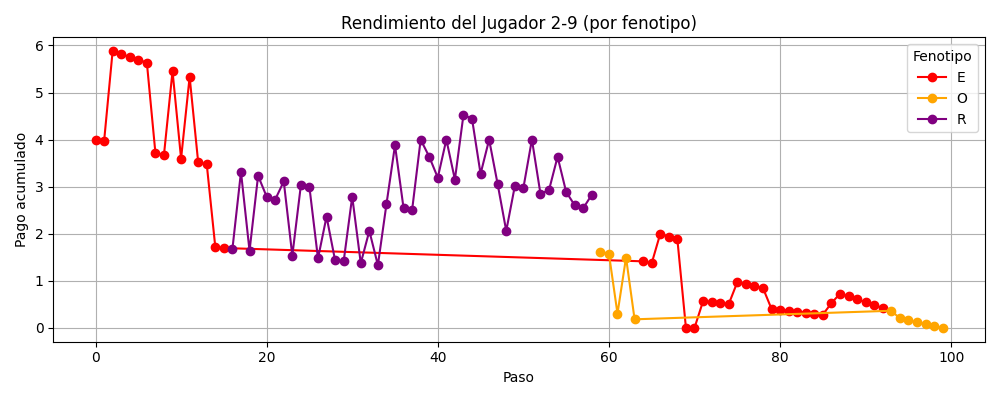 Rendimiento del Jugador 2-9 (por fenotipo)
Pago acumulado
6
5
4
3
2
1
0
0 20 40 60 80 100
Paso
Fenotipo
E
O
R